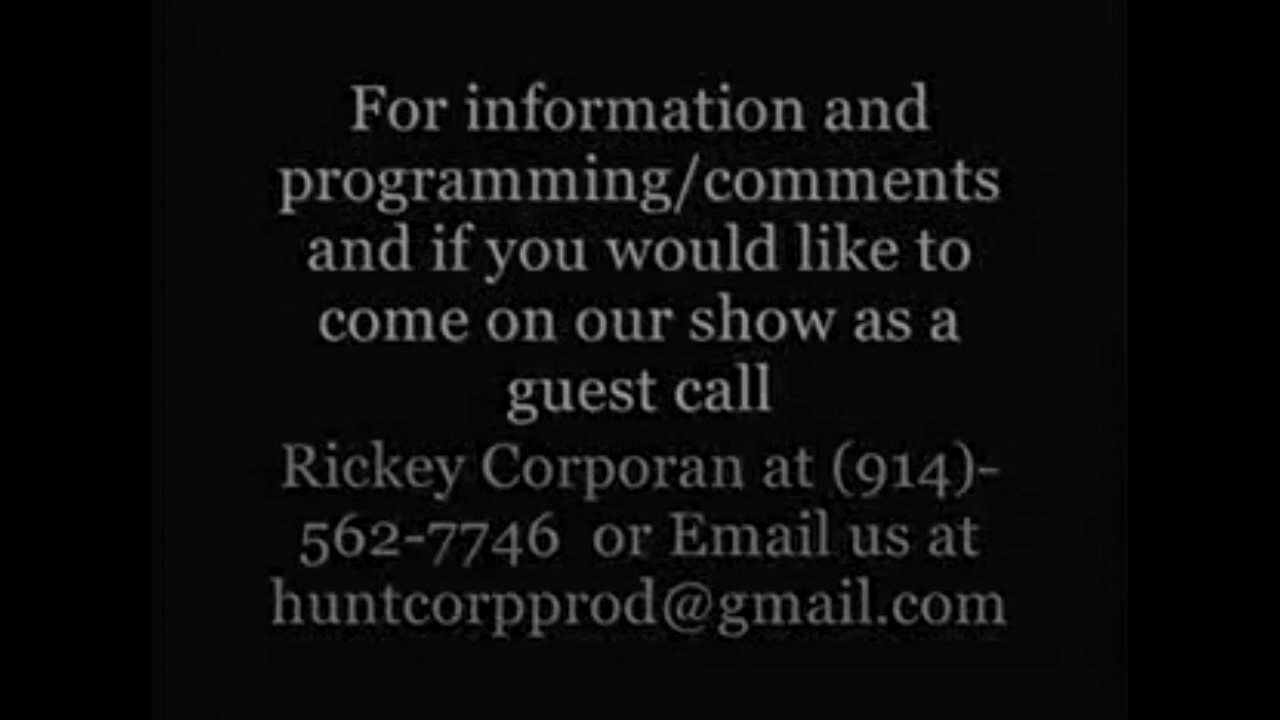 For information and
programming/comments
and if you would like to
come on our show as a
guest call
Rickey Corporan at (914)-
562-7746 or Email us at
huntcorpprod@gmail.com